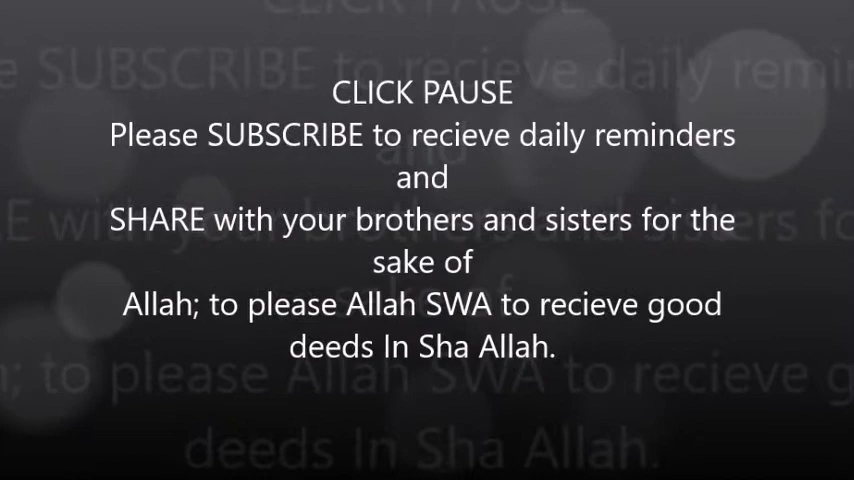 CLICK PAUSE
Please SUBSCRIBE to recieve daily reminders
and
SHARE with your brothers and sisters for the
sake of
Allah; to please Allah SWA to recieve good
deeds In Sha Allah.